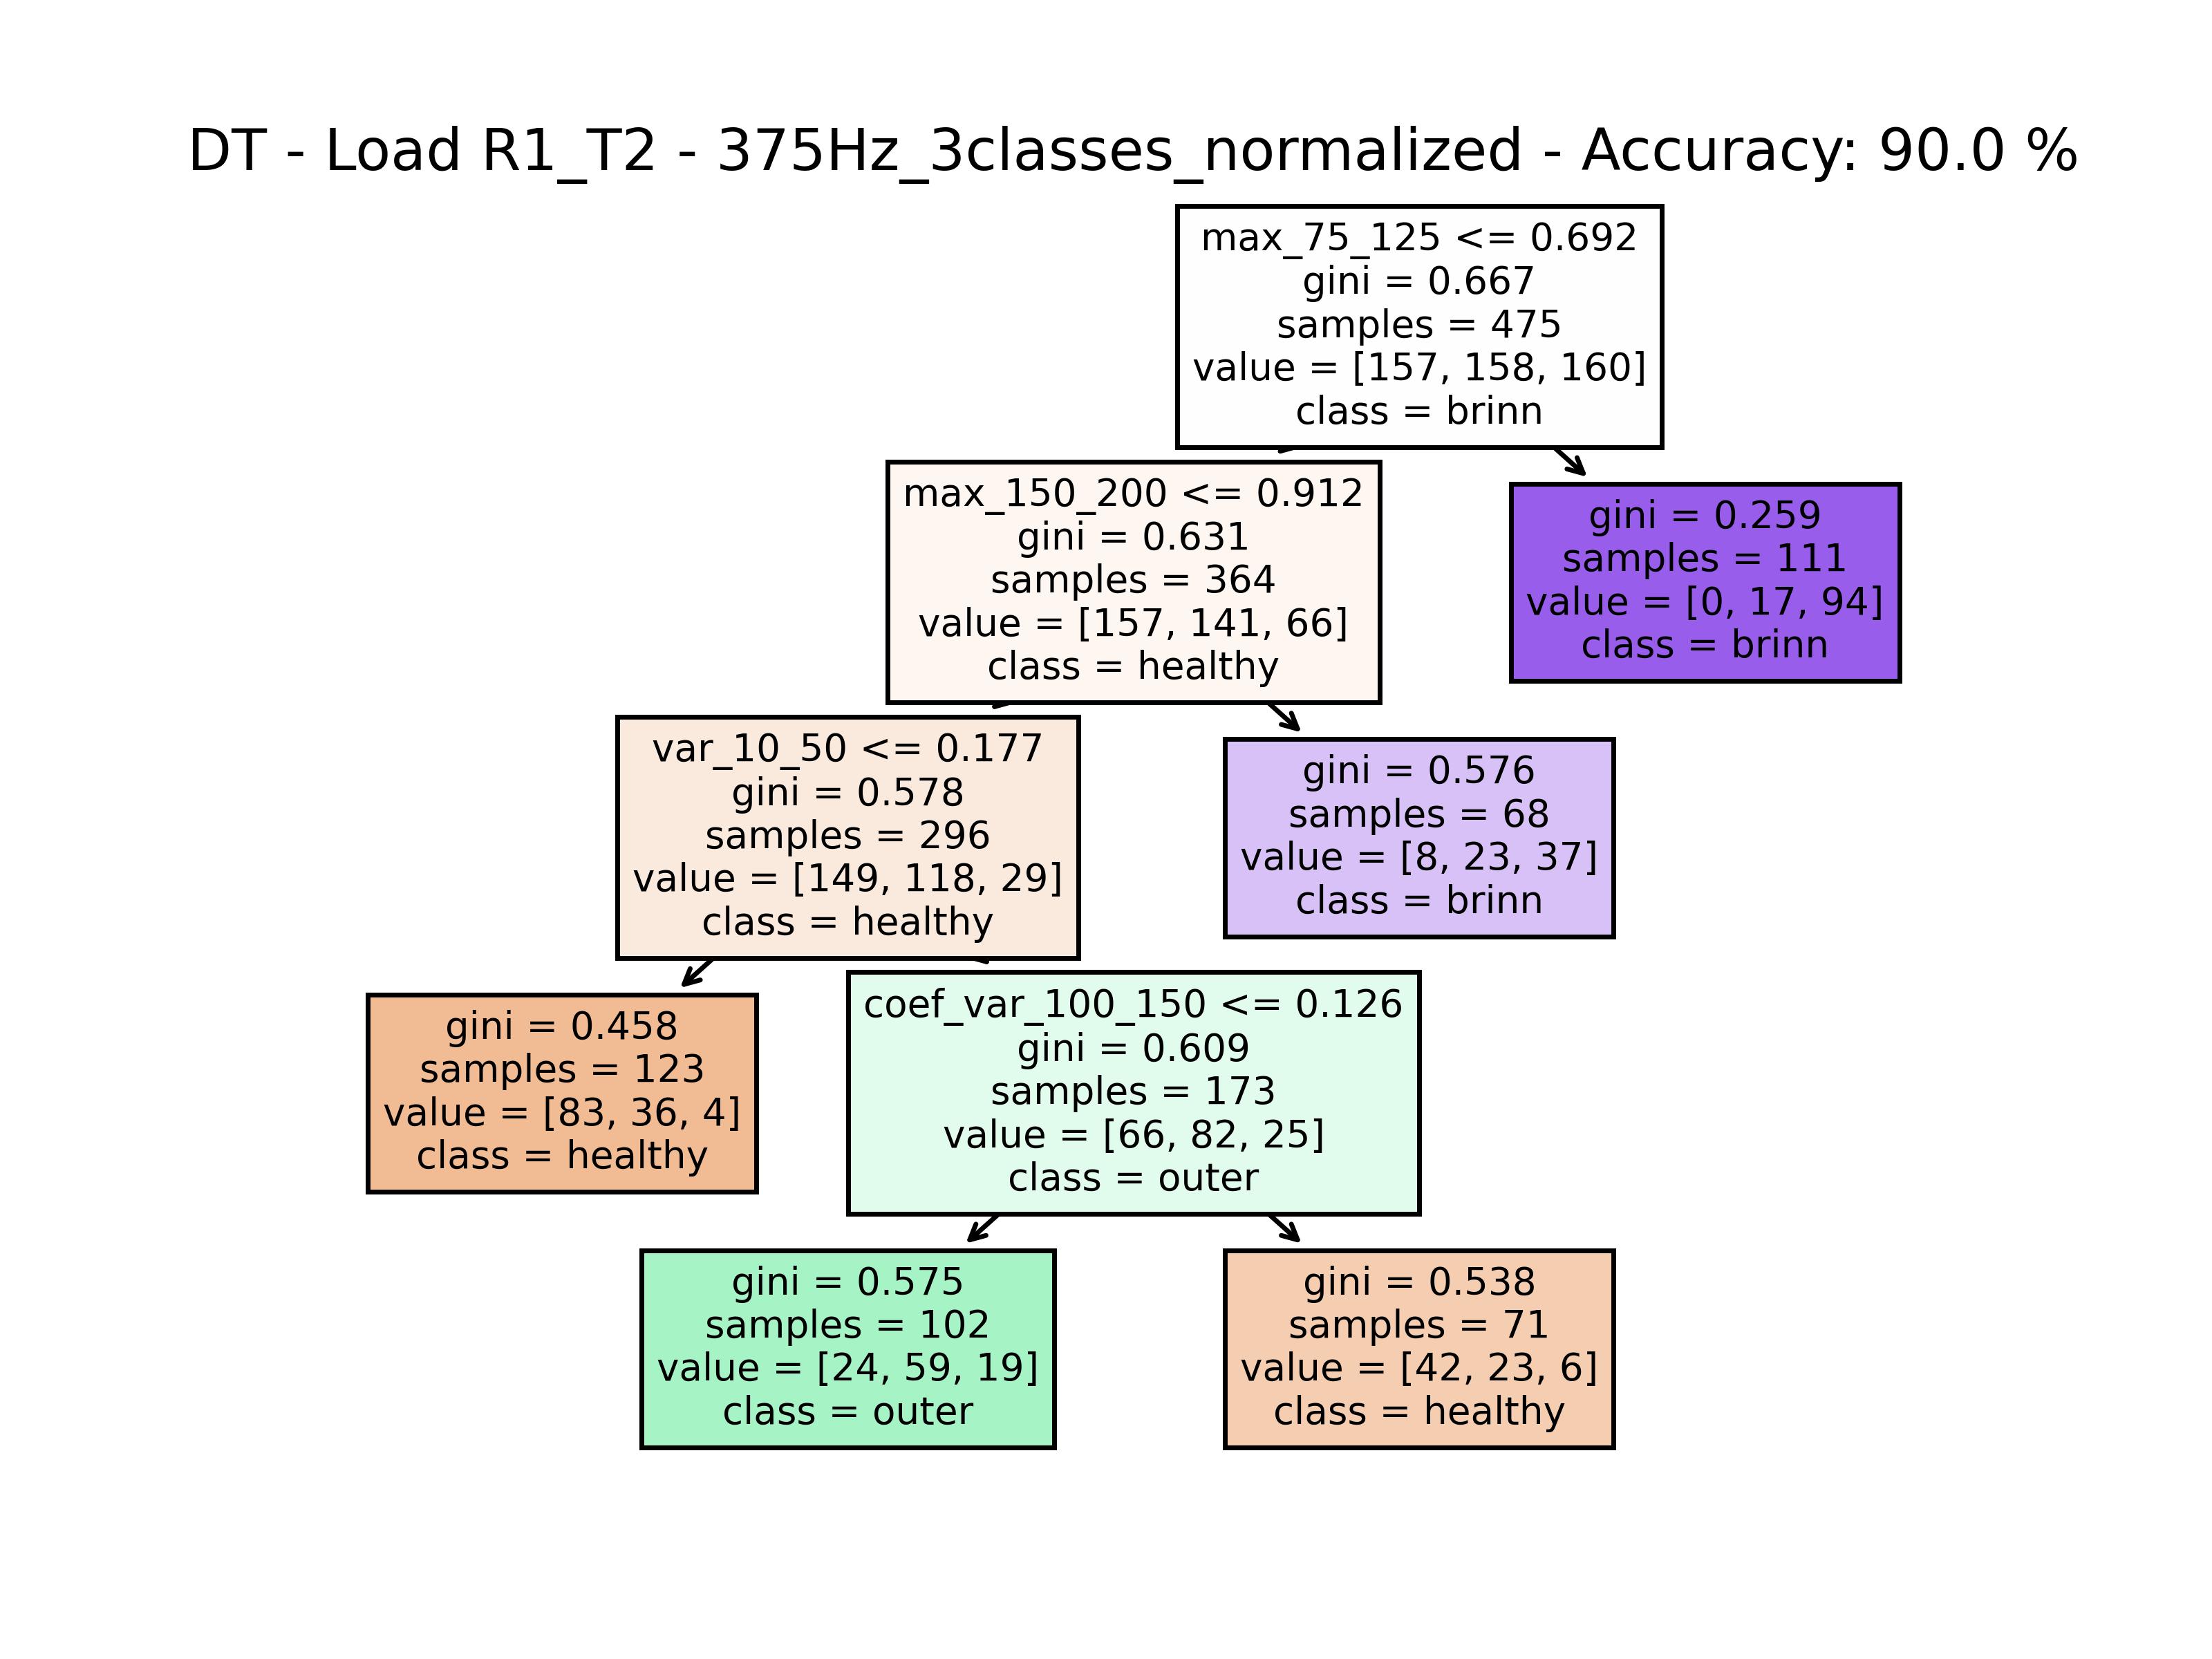 DT - Load R1_T2 - 375Hz_3classes_normalized - Accuracy: 90.0 %
max_75_125 <= 0.692
gini = 0.667
samples = 475
value = [157, 158, 160]
class = brinn
max_150_200 <= 0.912
gini = 0.631
samples = 364
value = [157, 141, 66]
class = healthy
gini = 0.259
samples = 111
value = [0, 17, 94]
class = brinn
var_10_50 <= 0.177
gini = 0.578
samples = 296
value = [149, 118, 29]
class = healthy
gini = 0.576
samples = 68
value = [8, 23, 37]
class = brinn
gini = 0.458
samples = 123
value = [83, 36, 4]
class = healthy
coef_var_100_150 <= 0.126
gini = 0.609
samples = 173
value = [66, 82, 25]
class = outer
gini = 0.575
samples = 102
value = [24, 59, 19]
class = outer
gini = 0.538
samples = 71
value = [42, 23, 6]
class = healthy